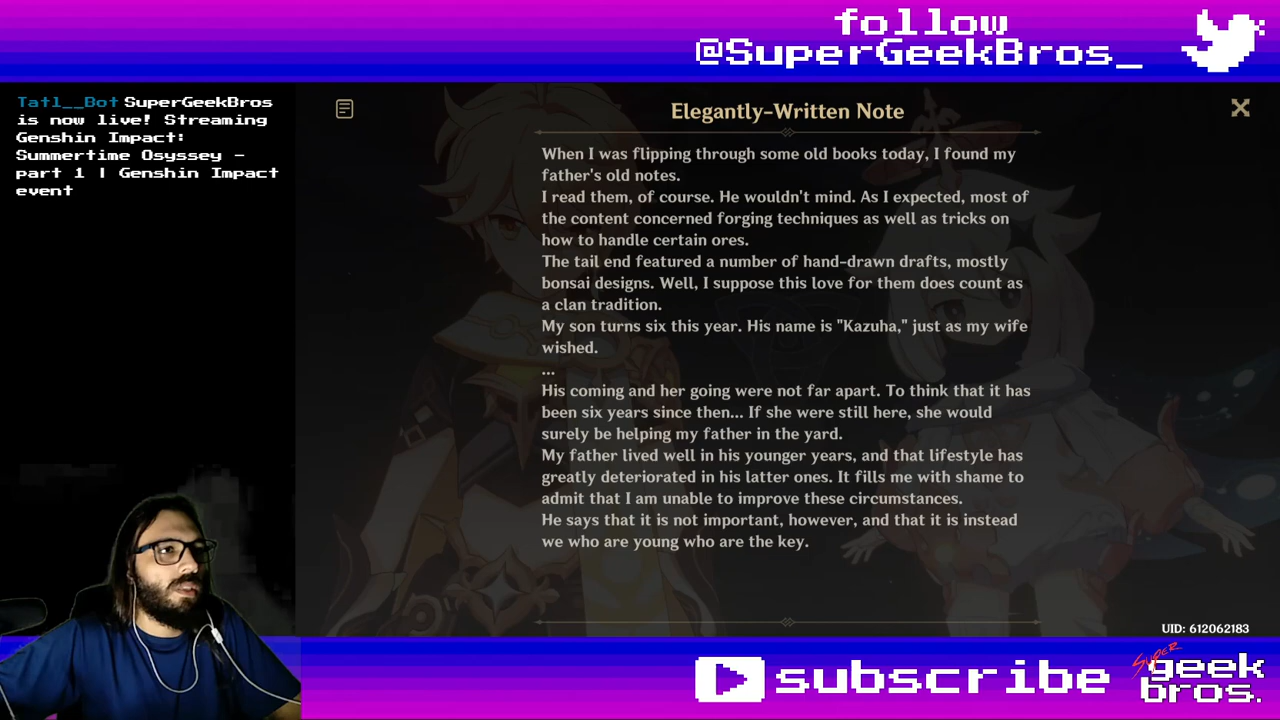 follow
@SuperGeekBros_
Tatl__Bot SuperGeekBros
is now live! Streaming
Genshin Impact:
Summertime Osyssey -
part 1 | Genshin Impact
event
Elegantly-Written Note
When I was flipping through some old books today, I found my
father's old notes.
I read them, of course. He wouldn't mind. As I expected, most of
the content concerned forging techniques as well as tricks on
how to handle certain ores.
The tail end featured a number of hand-drawn drafts, mostly
bonsai designs. Well, I suppose this love for them does count as
a clan tradition.
My son turns six this year. His name is "Kazuha," just as my wife
wished.
...
His coming and her going were not far apart. To think that it has
been six years since then... If she were still here, she would
surely be helping my father in the yard.
My father lived well in his younger years, and that lifestyle has
greatly deteriorated in his latter ones. It fills me with shame to
admit that I am unable to improve these circumstances.
He says that it is not important, however, and that it is instead
we who are young who are the key.
UID: 612062183
subscribe
SUPER
geek
bros.